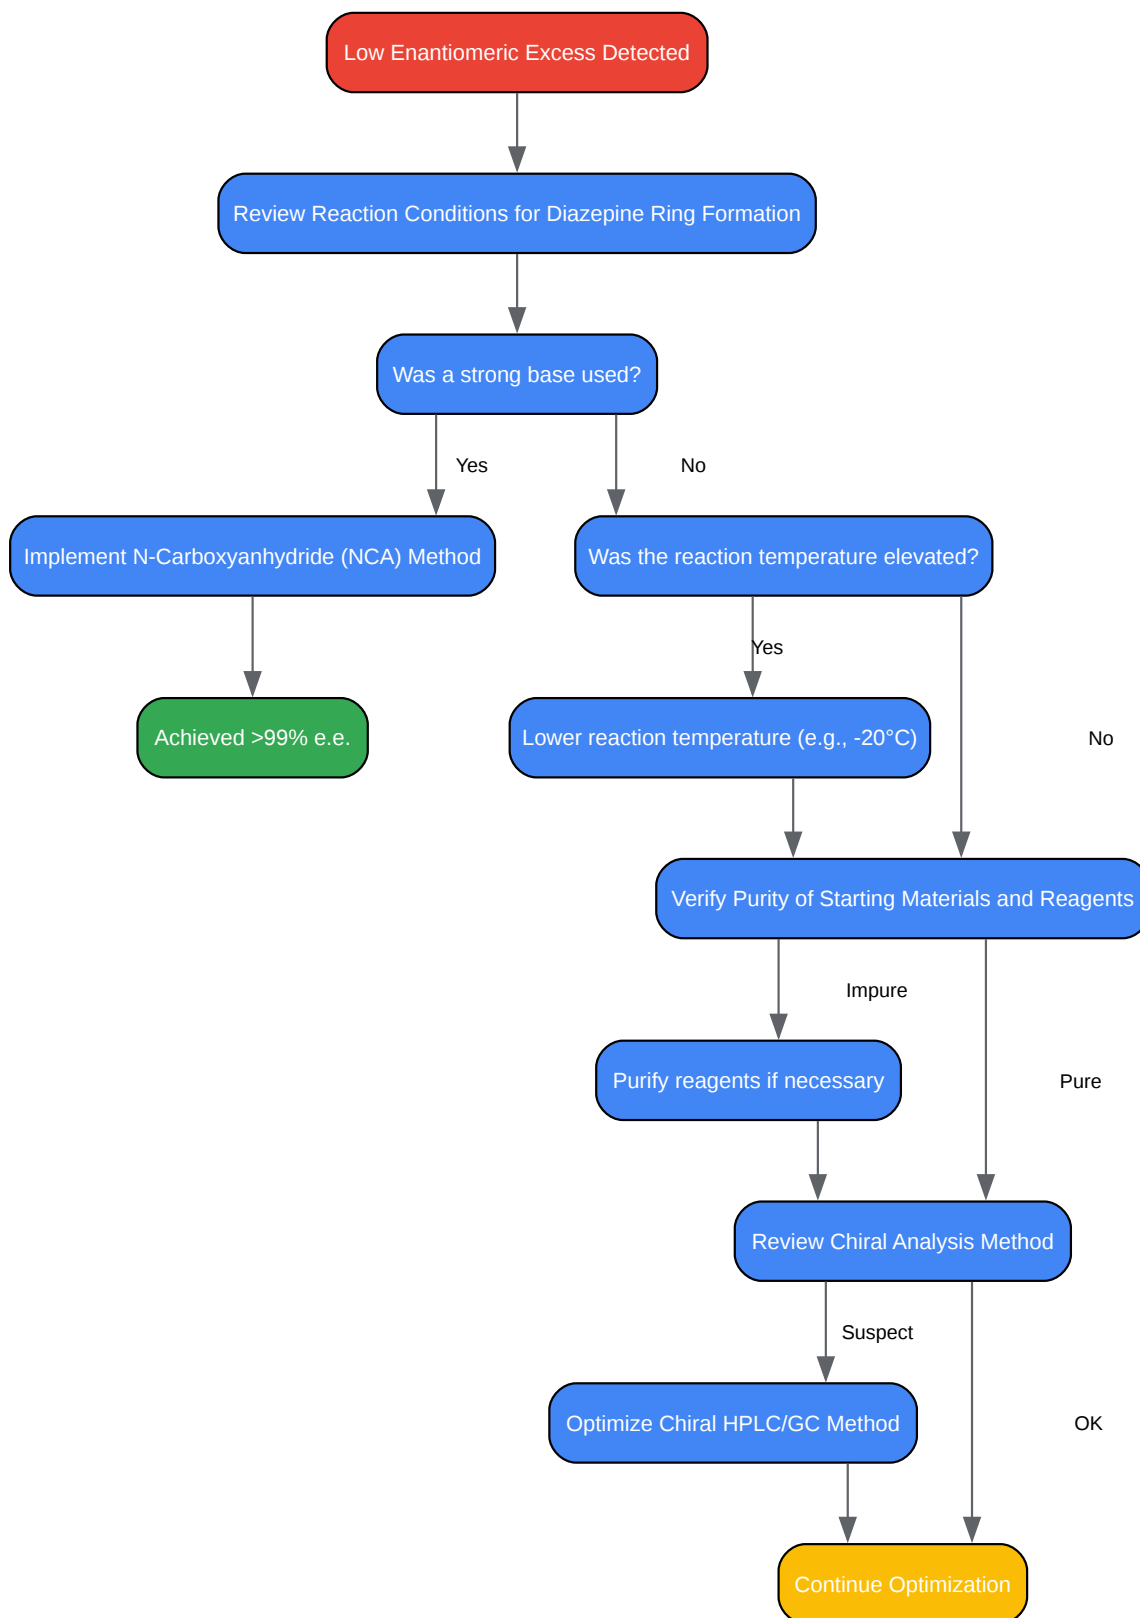 Low Enantiomeric Excess Detected
Review Reaction Conditions for Diazepine Ring Formation
Was a strong base used?
Yes
No
Implement N-Carboxyanhydride (NCA) Method
Was the reaction temperature elevated?
Yes
Achieved >99% e.e.
Lower reaction temperature (e.g., -20°C)
No
Verify Purity of Starting Materials and Reagents
Impure
Purify reagents if necessary
Pure
Review Chiral Analysis Method
Suspect
Optimize Chiral HPLC/GC Method
OK
Continue Optimization